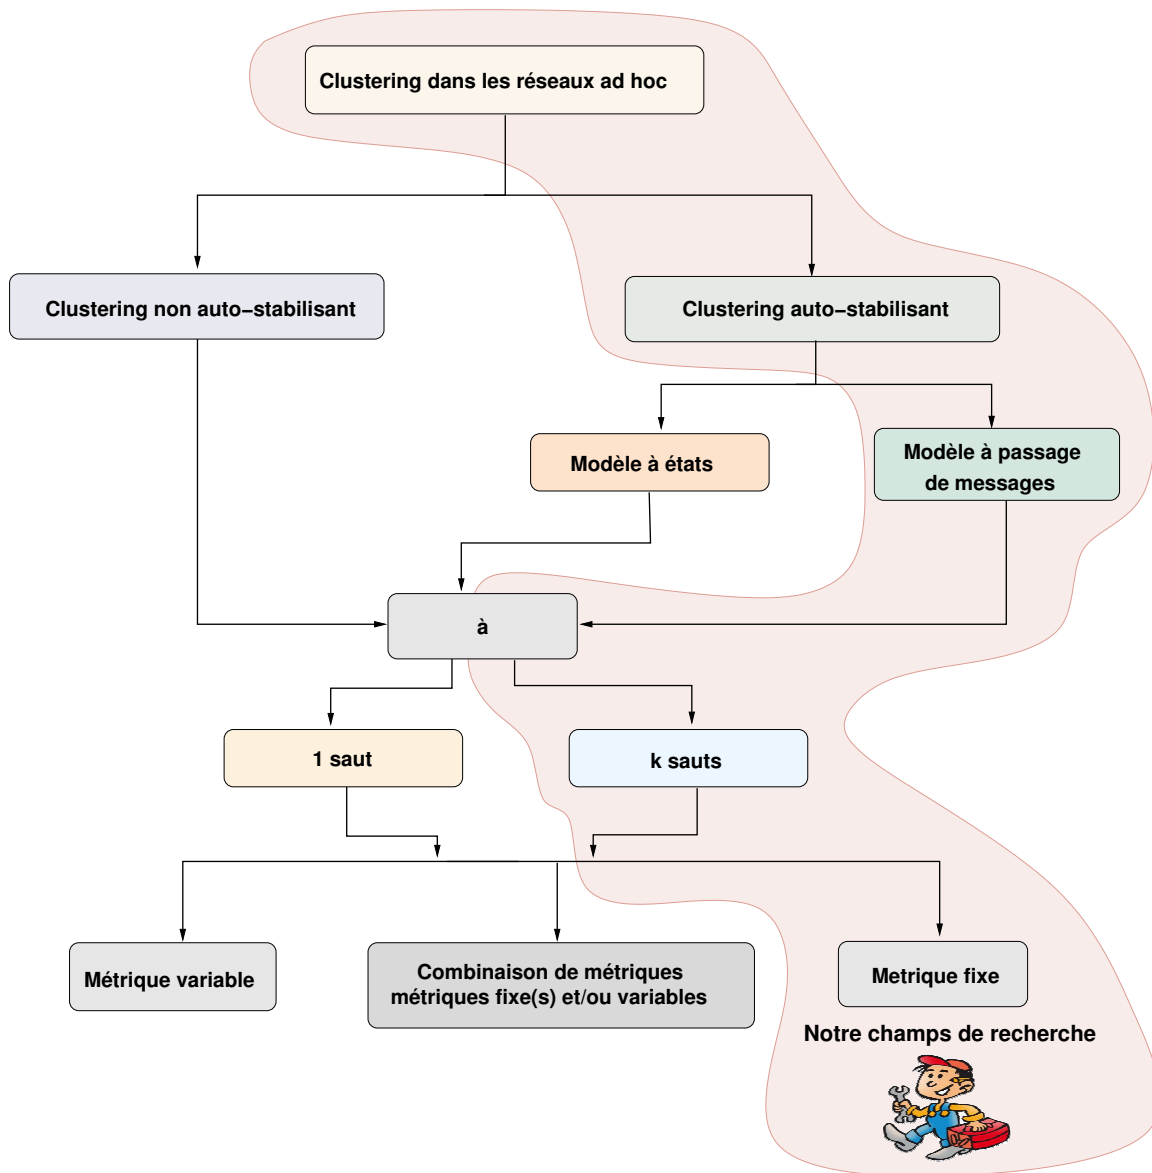 Clustering dans les réseaux ad hoc
Clustering non auto−stabilisant
Clustering auto−stabilisant
Modèle à états
Modèle à passage
de messages
à
1 saut
k sauts
Métrique variable
Combinaison de métriques
métriques fixe(s) et/ou variables
Metrique fixe
Notre champs de recherche